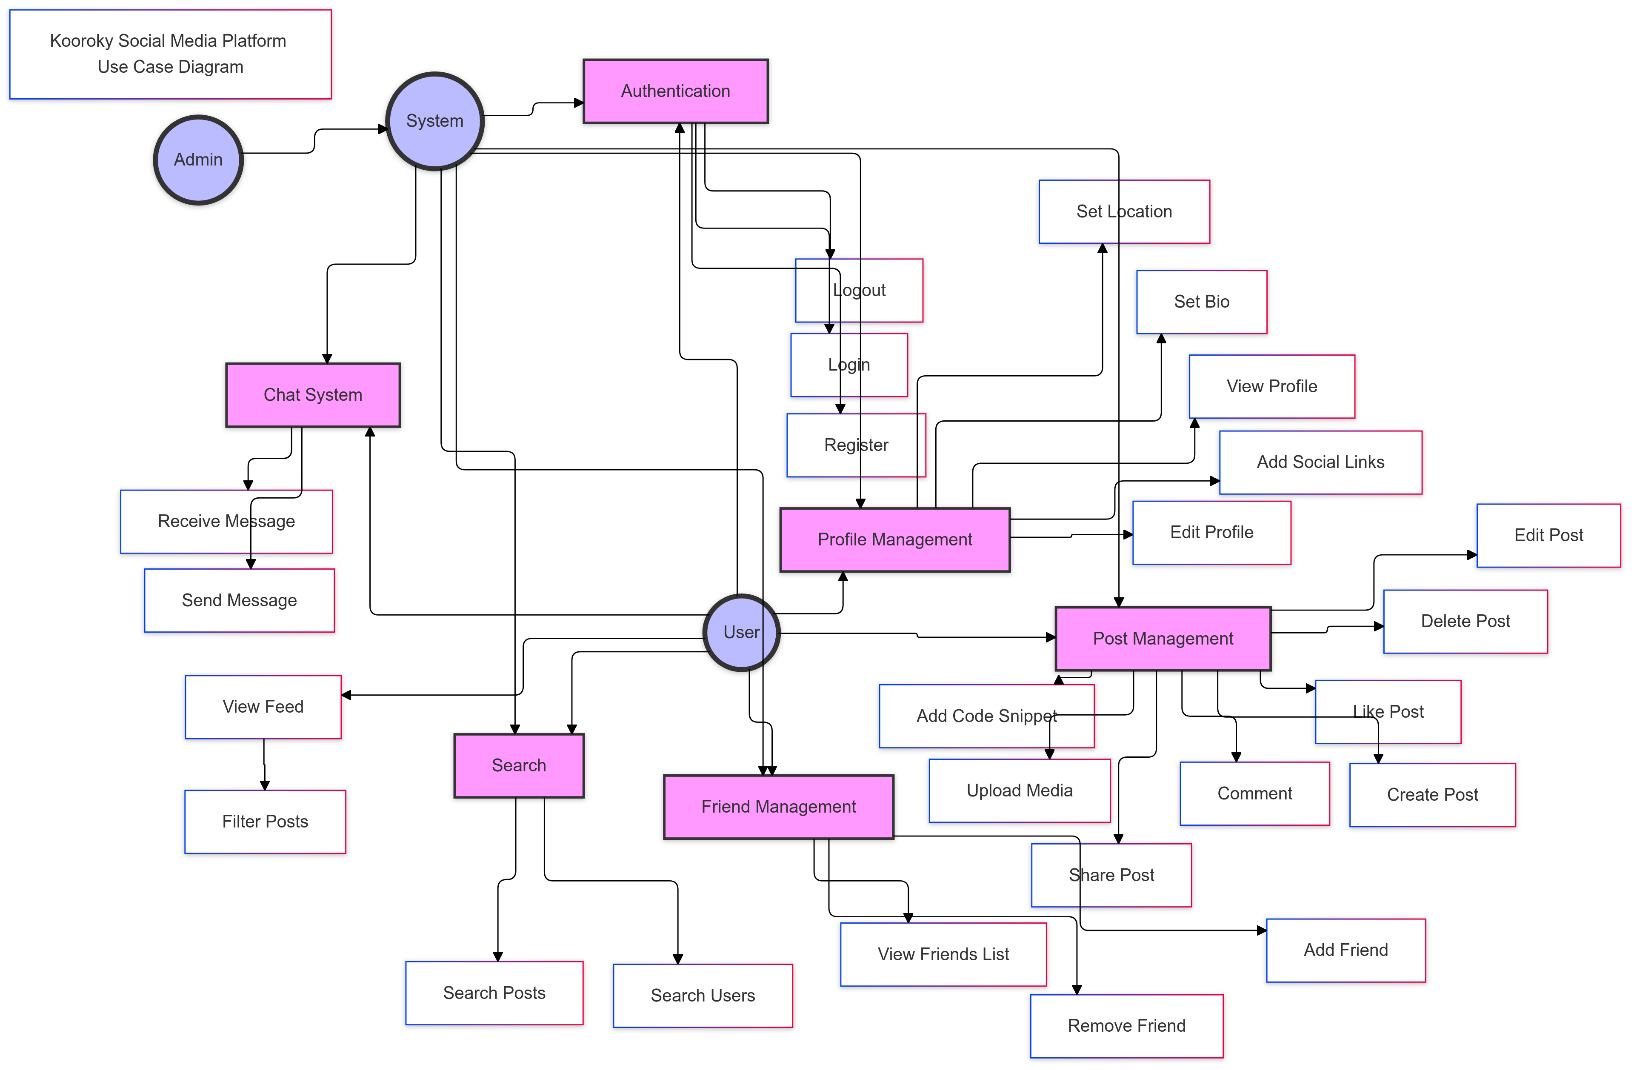 Kooroky Social Media Platform
Use Case Diagram
Authentication
System
Admin
Set Location
Logout
Set Bio
Login
View Profile
Chat System
Register
Add Social Links
Receive Message
Profile Management
Edit Profile
Edit Post
Send Message
User
Post Management
Delete Post
View Feed
Add Code Snippet
Like Post
Search
Upload Media
Comment
Create Post
Friend Management
Filter Posts
Share Post
View Friends List
Add Friend
Search Posts
Search Users
Remove Friend